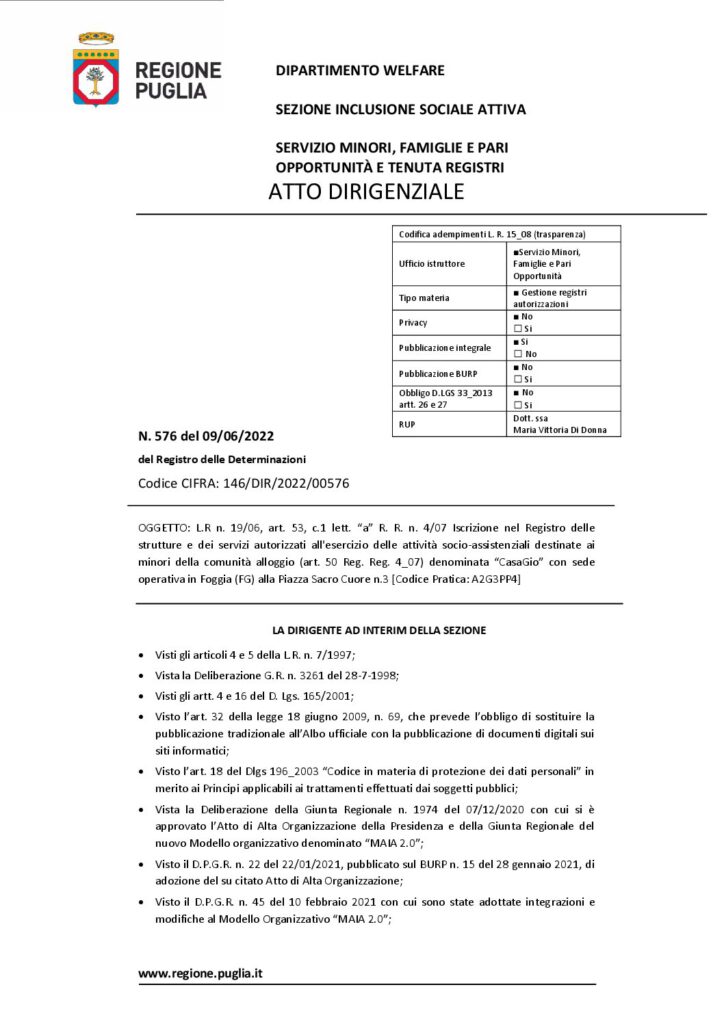 REGIONE
PUGLIA
DIPARTIMENTO WELFARE
SEZIONE INCLUSIONE SOCIALE ATTIVA
SERVIZIO MINORI, FAMIGLIE E PARI
OPPORTUNITÀ E TENUTA REGISTRI
ATTO DIRIGENZIALE
Codifica adempimenti L. R. 15_08 (trasparenza)
Ufficio istruttore
■Servizio Minori,
Famiglie e Pari
Opportunità
Tipo materia
■ Gestione registri
autorizzazioni
Privacy
■ No
☐ Si
Pubblicazione integrale
■ Si
☐ No
Pubblicazione BURP
■ No
☐ Si
Obbligo D.LGS 33_2013
artt. 26 e 27
■ No
☐ Si
RUP
Dott. ssa
Maria Vittoria Di Donna
N. 576 del 09/06/2022
del Registro delle Determinazioni
Codice CIFRA: 146/DIR/2022/00576
OGGETTO: L.R n. 19/06, art. 53, c.1 lett. “a” R. R. n. 4/07 Iscrizione nel Registro delle
strutture e dei servizi autorizzati all'esercizio delle attività socio-assistenziali destinate ai
minori della comunità alloggio (art. 50 Reg. Reg. 4_07) denominata “CasaGio” con sede
operativa in Foggia (FG) alla Piazza Sacro Cuore n.3 [Codice Pratica: A2G3PP4]
LA DIRIGENTE AD INTERIM DELLA SEZIONE
• Visti gli articoli 4 e 5 della L.R. n. 7/1997;
• Vista la Deliberazione G.R. n. 3261 del 28-7-1998;
• Visti gli artt. 4 e 16 del D. Lgs. 165/2001;
• Visto l’art. 32 della legge 18 giugno 2009, n. 69, che prevede l’obbligo di sostituire la
pubblicazione tradizionale all’Albo ufficiale con la pubblicazione di documenti digitali sui
siti informatici;
• Visto l’art. 18 del Dlgs 196_2003 “Codice in materia di protezione dei dati personali” in
merito ai Principi applicabili ai trattamenti effettuati dai soggetti pubblici;
• Vista la Deliberazione della Giunta Regionale n. 1974 del 07/12/2020 con cui si è
approvato l’Atto di Alta Organizzazione della Presidenza e della Giunta Regionale del
nuovo Modello organizzativo denominato “MAIA 2.0”;
• Visto il D.P.G.R. n. 22 del 22/01/2021, pubblicato sul BURP n. 15 del 28 gennaio 2021, di
adozione del su citato Atto di Alta Organizzazione;
• Visto il D.P.G.R. n. 45 del 10 febbraio 2021 con cui sono state adottate integrazioni e
modifiche al Modello Organizzativo “MAIA 2.0”;
www.regione.puglia.it